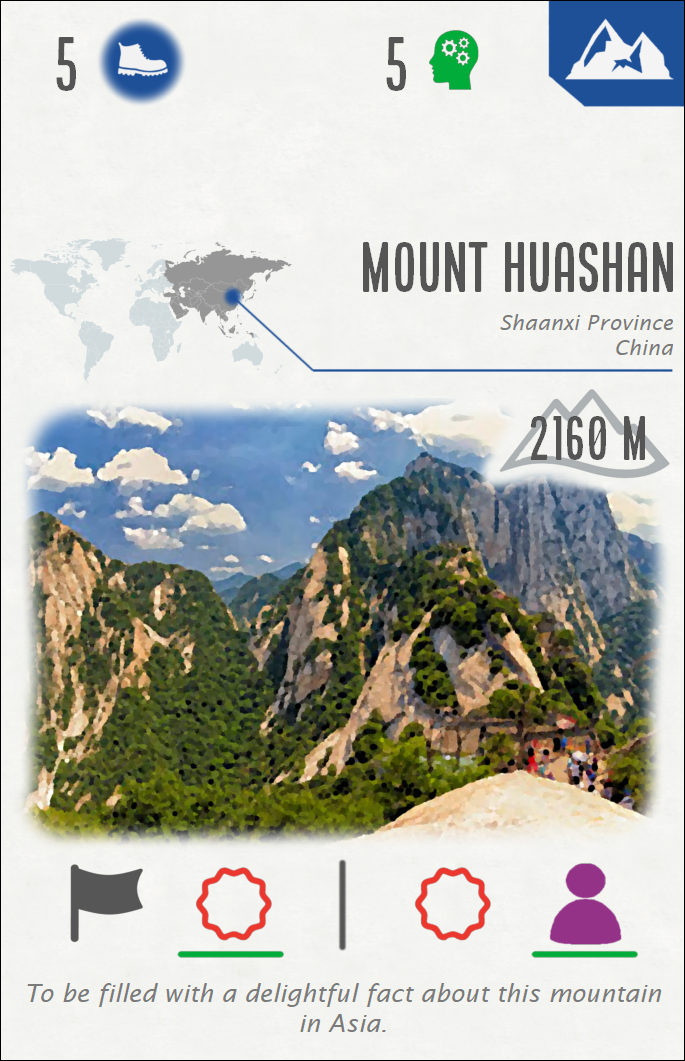 5
5
MOUNT HUASHAN
Shaanxi Province
China
2160 M
To be filled with a delightful fact about this mountain
in Asia.